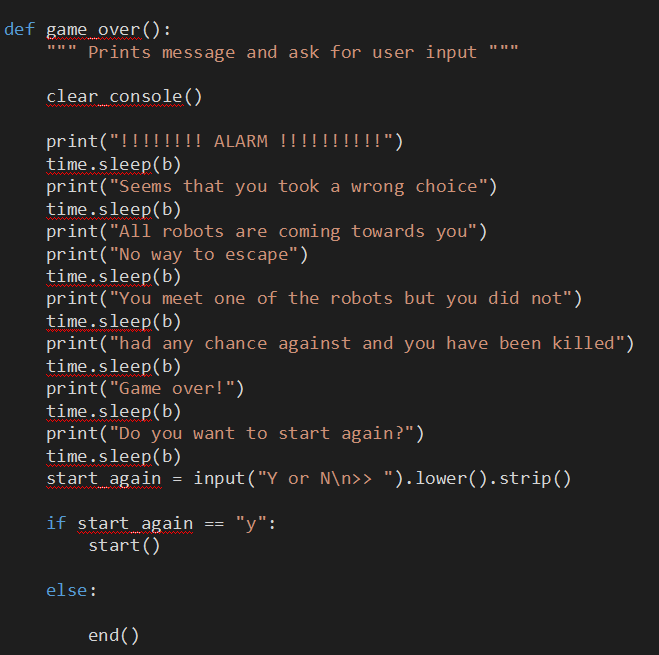 def game_over():
    """ Prints message and ask for user input """
    clear_console()
    print("!!!!!!!! ALARM !!!!!!!!!!")
    time.sleep(b)
    print("Seems that you took a wrong choice")
    time.sleep(b)
    print("All robots are coming towards you")
    print("No way to escape")
    time.sleep(b)
    print("You meet one of the robots but you did not")
    time.sleep(b)
    print("had any chance against and you have been killed")
    time.sleep(b)
    print("Game over!")
    time.sleep(b)
    print("Do you want to start again?")
    time.sleep(b)
    start_again = input("Y or N\n>> ").lower().strip()
    if start_again == "y":
        start()
    else:
        end()